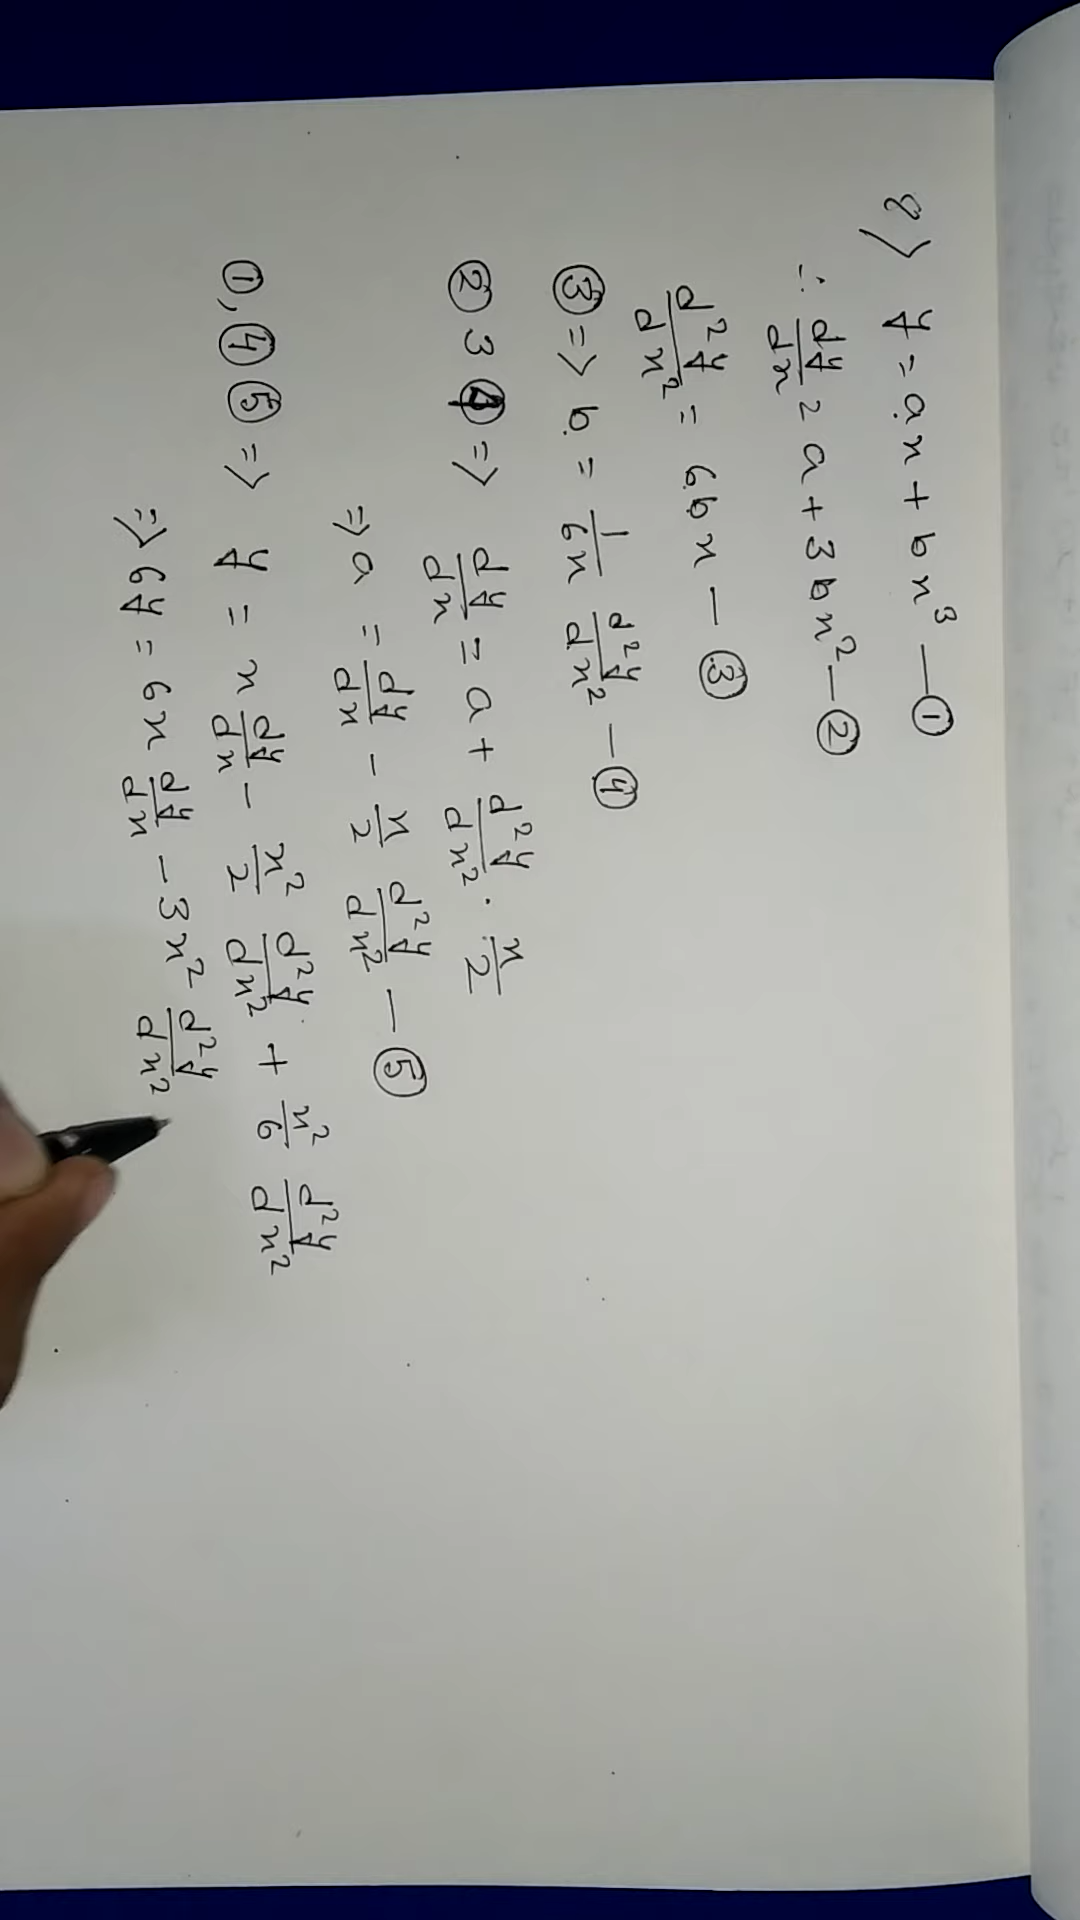 8) y = ax + bx³ — ①
∴ dy/dx = a + 3bx² — ②
d²y/dx² = 6bx — ③
③ => b = 1/6x d²y/dx² — ④
② 3 ④ => dy/dx = a + d²y/dx² · x/2
=> a = dy/dx - x/2 d²y/dx² — ⑤
①, ④ ⑤ => y = x dy/dx - x²/2 d²y/dx² + x²/6 d²y/dx²
=> 6y = 6x dy/dx - 3x² d²y/dx²